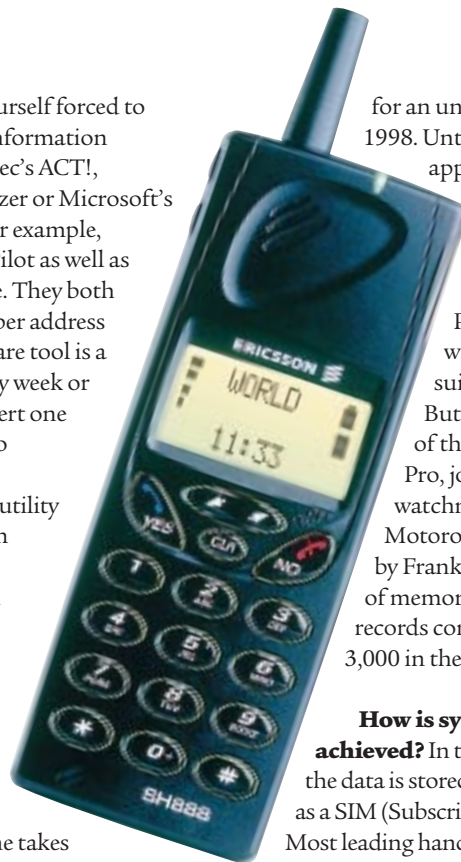 urself forced to
nformation
ec's ACT!,
zer or Microsoft's
r example,
ilot as well as
e. They both
per address
are tool is a
y week or
ert one
o
utility
n
ne takes
ERICSSON
WORLD
11:33
YES CLR NO
1 2 ABC 3 DEF
4 5 6
7 8 9
* 0 #
SH888
for an un
1998. Unt
app
P
w
sui
But
of th
Pro, jo
watchm
Motoro
by Frank
of memor
records con
3,000 in the
How is sy
achieved? In t
the data is stored
as a SIM (Subscri
Most leading hand